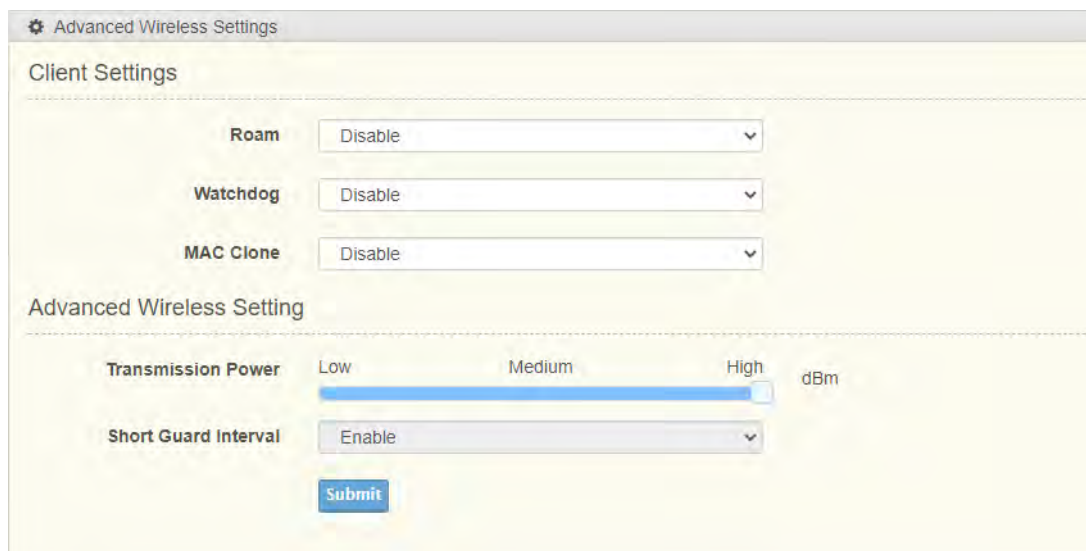 Advanced Wireless Settings
Client Settings
Roam Disable
Watchdog Disable
MAC Clone Disable
Advanced Wireless Setting
Transmission Power Low Medium High dBm
Short Guard Interval Enable
Submit